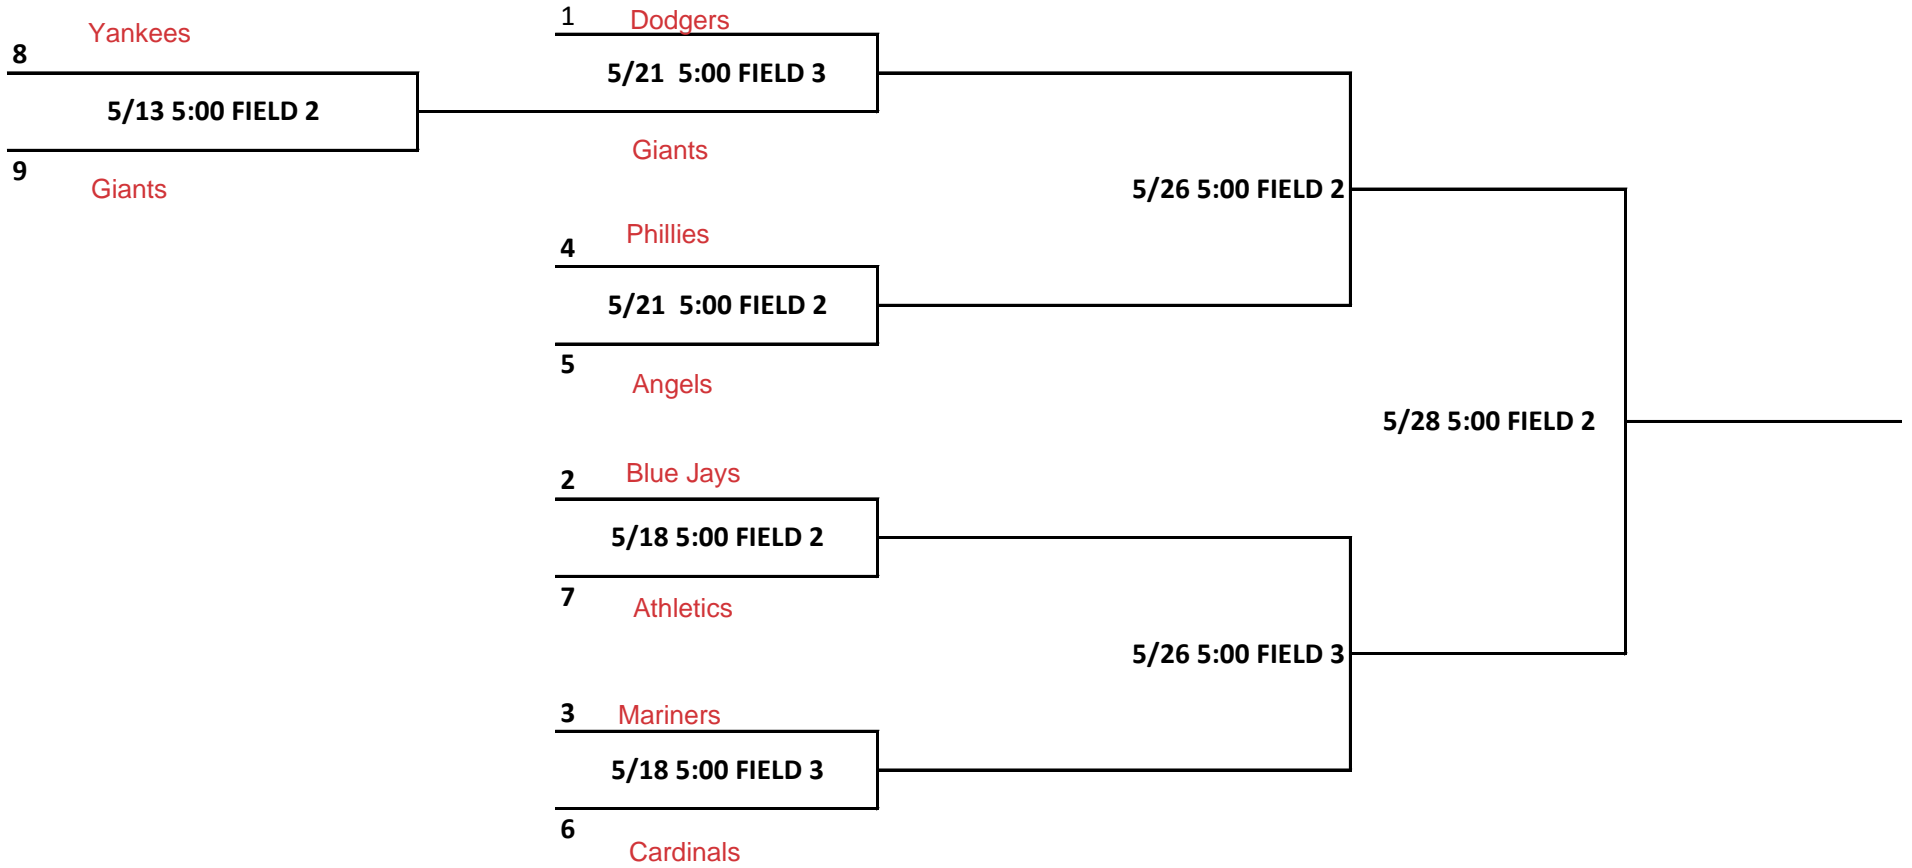 Yankees
8
5/13 5:00 FIELD 2
9
Giants
1 Dodgers
5/21  5:00 FIELD 3
Giants
5/26 5:00 FIELD 2
4 Phillies
5/21  5:00 FIELD 2
5
Angels
5/28 5:00 FIELD 2
2 Blue Jays
5/18 5:00 FIELD 2
7 Athletics
5/26 5:00 FIELD 3
3 Mariners
5/18 5:00 FIELD 3
6
Cardinals